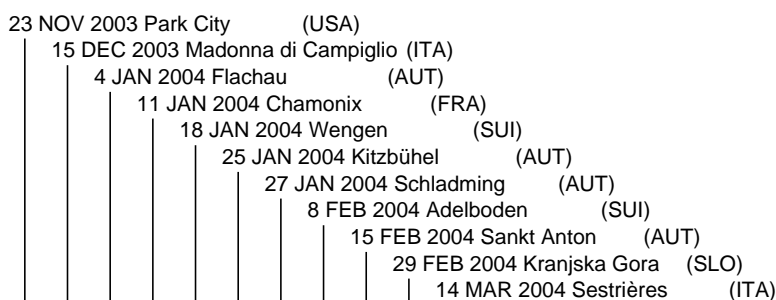 23 NOV 2003 Park City (USA)
15 DEC 2003 Madonna di Campiglio (ITA)
4 JAN 2004 Flachau (AUT)
11 JAN 2004 Chamonix (FRA)
18 JAN 2004 Wengen (SUI)
25 JAN 2004 Kitzbühel (AUT)
27 JAN 2004 Schladming (AUT)
8 FEB 2004 Adelboden (SUI)
15 FEB 2004 Sankt Anton (AUT)
29 FEB 2004 Kranjska Gora (SLO)
14 MAR 2004 Sestrières (ITA)